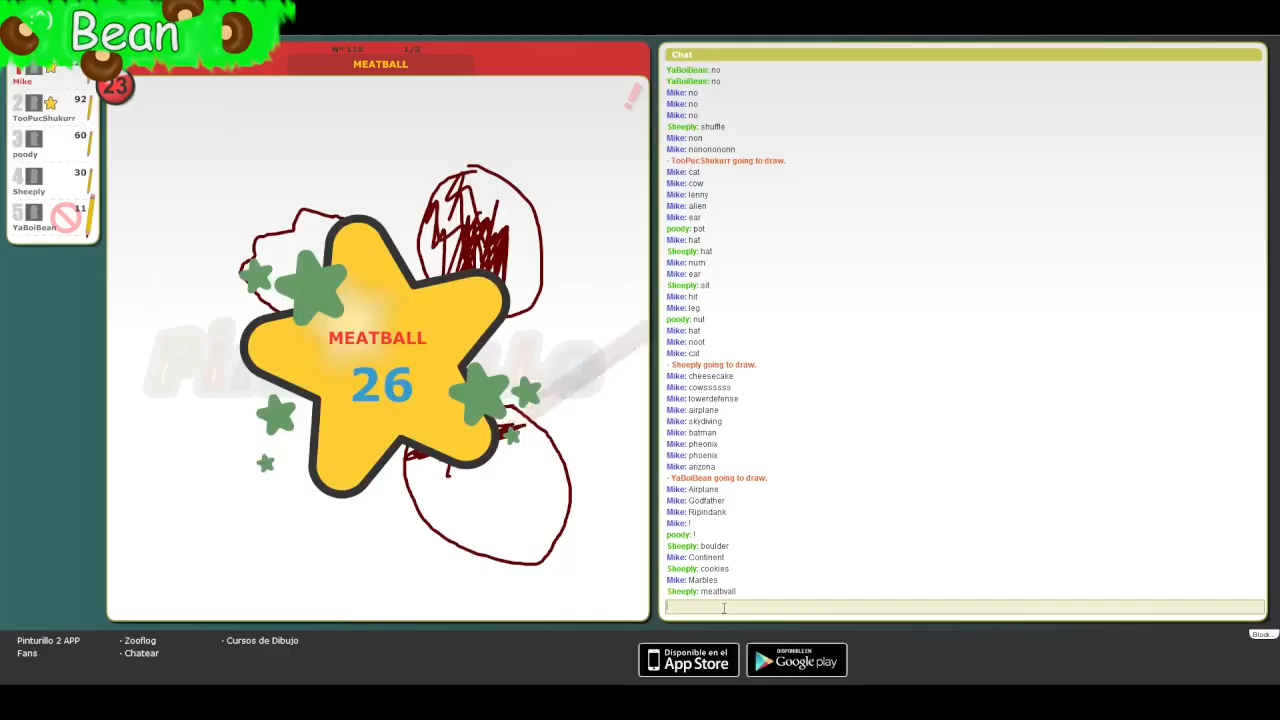 :^) Bean
Nº 118 1/3
MEATBALL
23
1
Mike
2 92
TooPucShukurr
3 60
poody
4 30
Sheeply
5 11
YaBoiBean
MEATBALL
26
Chat
YaBoiBean: no
YaBoiBean: no
Mike: no
Mike: no
Mike: no
Sheeply: shuffle
Mike: non
Mike: nononononn
- TooPucShukurr going to draw.
Mike: cat
Mike: cow
Mike: lenny
Mike: alien
Mike: ear
poody: pot
Mike: hat
Sheeply: hat
Mike: num
Mike: ear
Sheeply: sit
Mike: hit
Mike: leg
poody: nut
Mike: hat
Mike: noot
Mike: cat
- Sheeply going to draw.
Mike: cheesecake
Mike: cowssssss
Mike: towerdefense
Mike: airplane
Mike: skydiving
Mike: batman
Mike: pheonix
Mike: phoenix
Mike: arizona
- YaBoiBean going to draw.
Mike: Airplane
Mike: Godfather
Mike: Ripindank
Mike: !
poody: !
Sheeply: boulder
Mike: Continent
Sheeply: cookies
Mike: Marbles
Sheeply: meatbvall
Pinturillo 2 APP · Zooflog · Cursos de Dibujo
Fans · Chatear
Disponible en el
App Store
DISPONIBLE EN
Google play
Block...